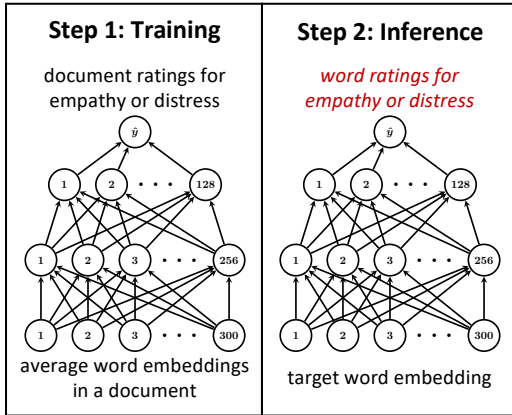 Step 1: Training
document ratings for
empathy or distress
ŷ
1 2 · · · 128
1 2 3 · · · 256
1 2 3 · · · 300
average word embeddings
in a document
Step 2: Inference
word ratings for
empathy or distress
ŷ
1 2 · · · 128
1 2 3 · · · 256
1 2 3 · · · 300
target word embedding